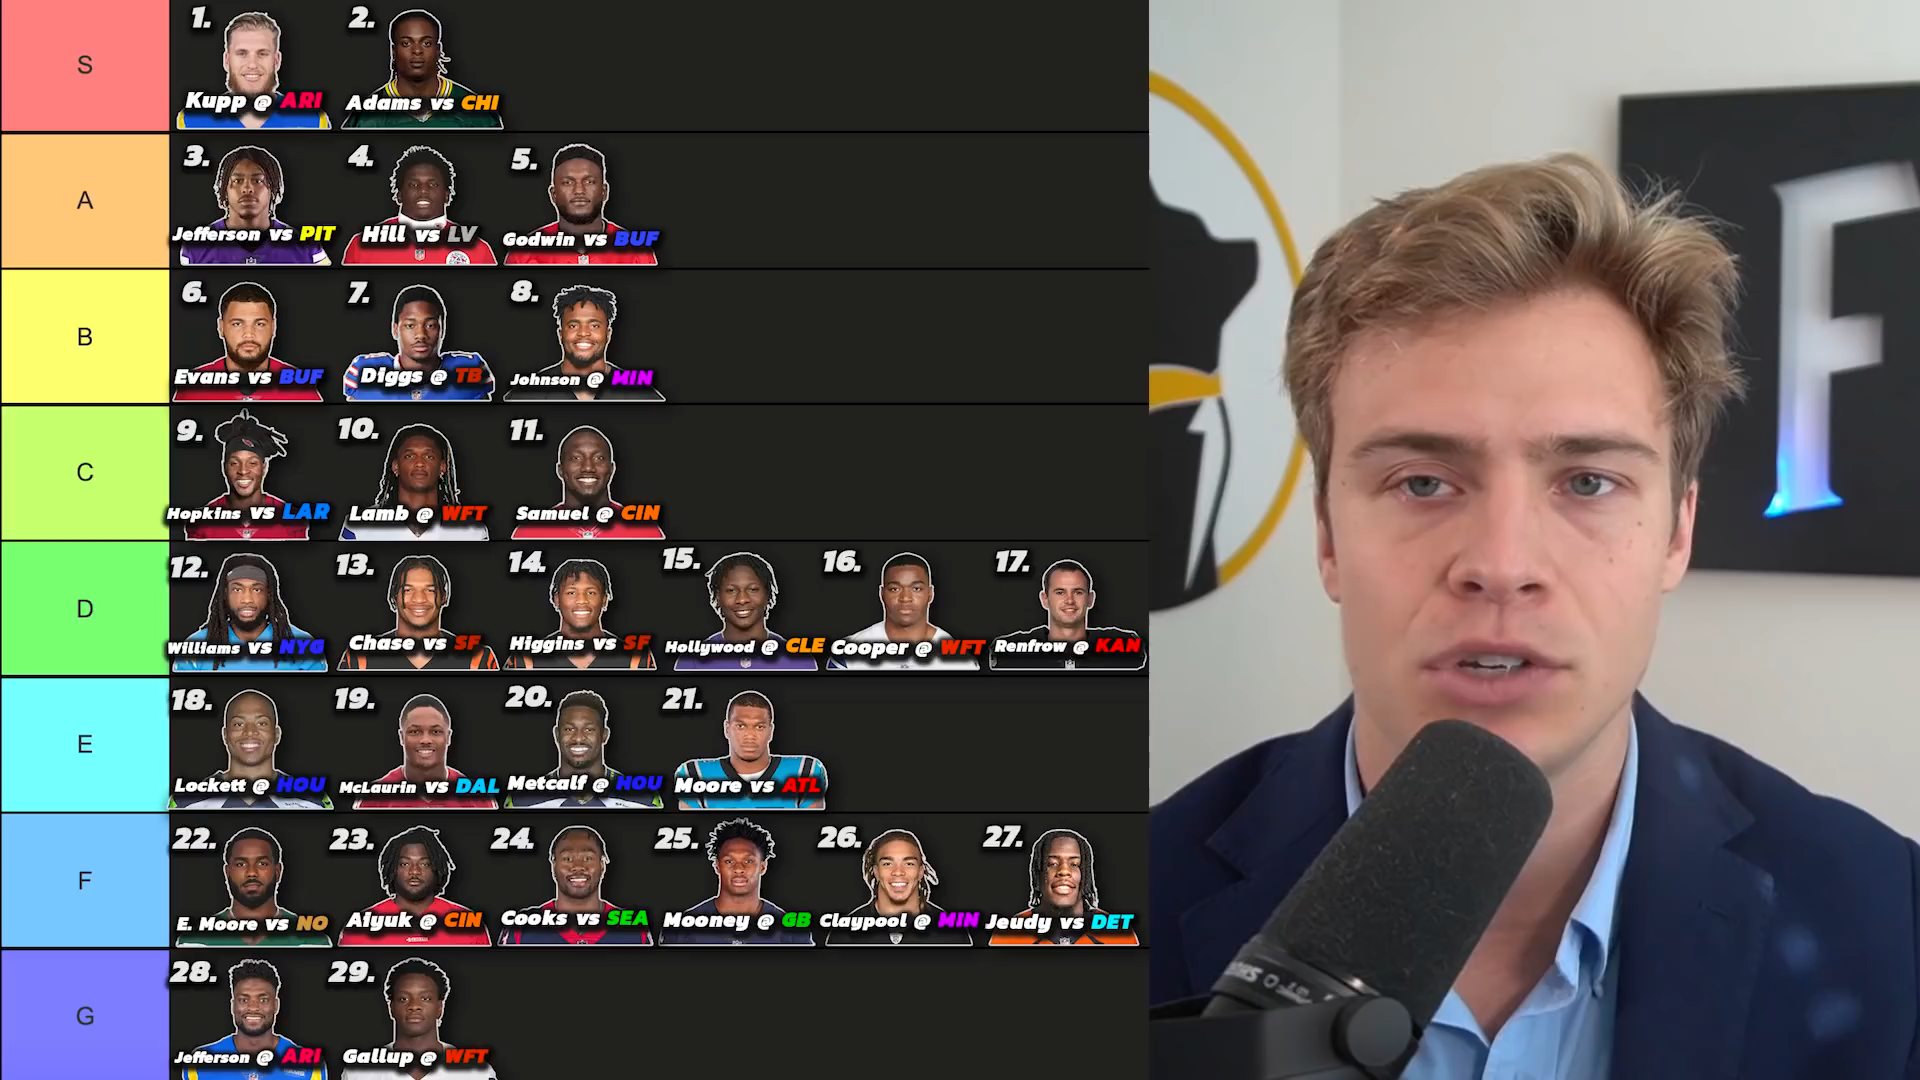 S
1.
Kupp @ ARI
2.
Adams vs CHI
A
3.
Jefferson vs PIT
4.
Hill vs LV
5.
Godwin vs BUF
B
6.
Evans vs BUF
7.
Diggs @ TB
8.
Johnson @ MIN
C
9.
Hopkins vs LAR
10.
Lamb @ WFT
11.
Samuel @ CIN
D
12.
Williams vs NYG
13.
Chase vs SF
14.
Higgins vs SF
15.
Hollywood @ CLE
16.
Cooper @ WFT
17.
Renfrow @ KAN
E
18.
Lockett @ HOU
19.
McLaurin vs DAL
20.
Metcalf @ HOU
21.
Moore vs ATL
F
22.
E. Moore vs NO
23.
Aiyuk @ CIN
24.
Cooks vs SEA
25.
Mooney @ GB
26.
Claypool @ MIN
27.
Jeudy vs DET
G
28.
Jefferson @ ARI
29.
Gallup @ WFT
F